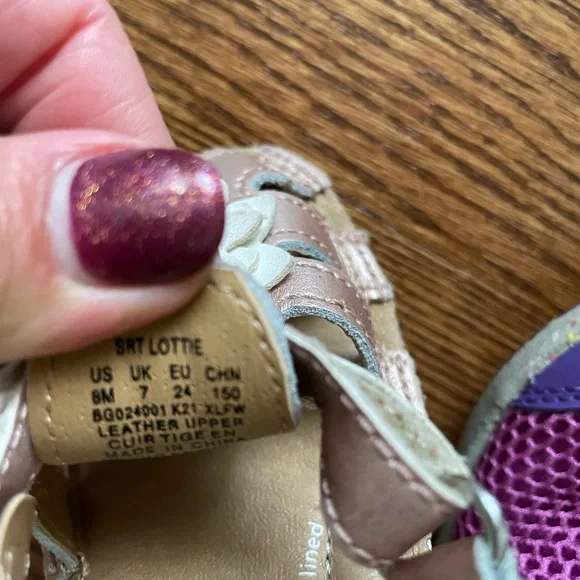 SRT LOTTIE
US UK EU CHN
8M 7 24 150
BG024001 K21 XLFW
LEATHER UPPER
CUIR TIGE EN
MADE IN CHINA
lined